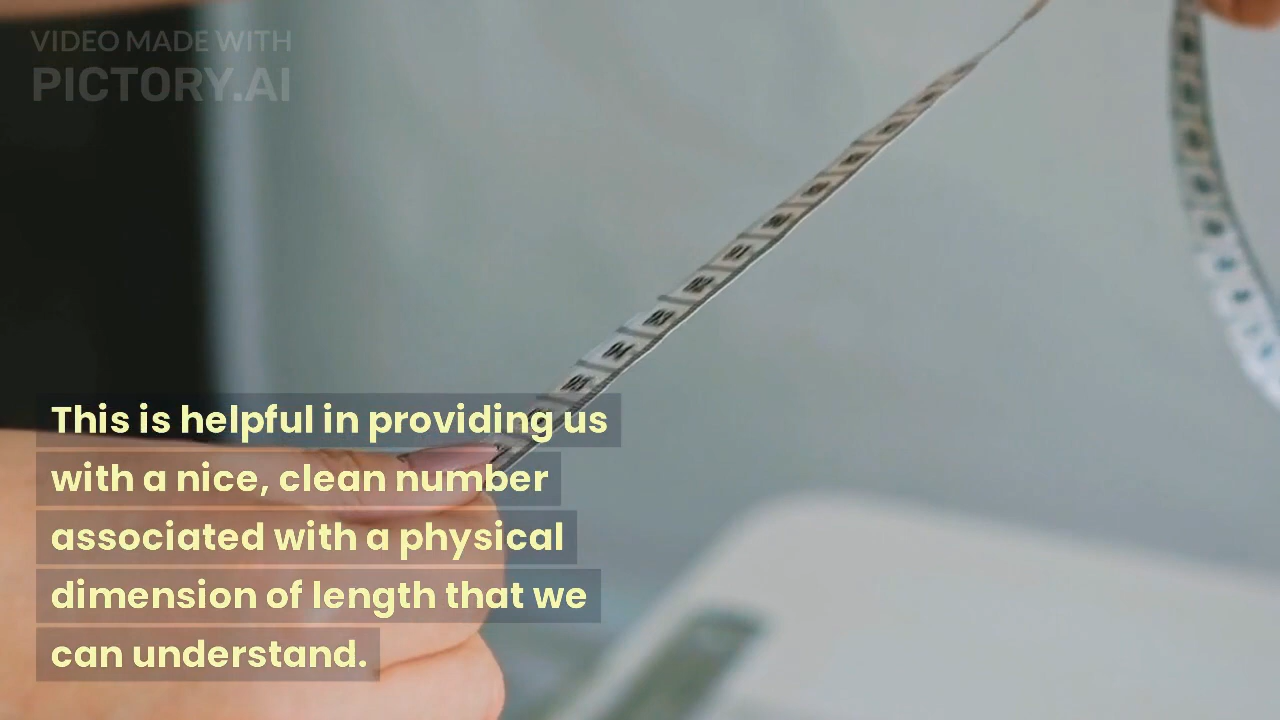 VIDEO MADE WITH
PICTORY.AI
This is helpful in providing us
with a nice, clean number
associated with a physical
dimension of length that we
can understand.